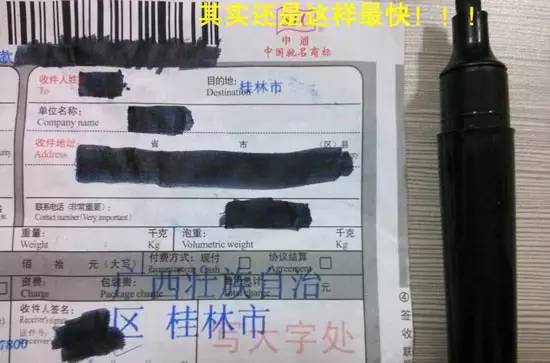 其实还是这样最快！！！
款
申通
中国驰名商标
收件人姓
To
目的地：
Destination
桂林市
单位名称：
Company name
收件地址
Address
省 市 (区)县
联系电话 (非常重要)：
Contact number (Very important)
重量：
Weight
千克
Kg
泡重：
Volumetric weight
千克
Kg
佰 拾 元 (大写)
付费方式：现付
Cash
协议结算
Agreement
资费：
Charge
包装费：
Package charge
广西壮族自治
收件人签名：
Receiver's
证件号：
区 桂林市
写大字处
7800
④
签收联